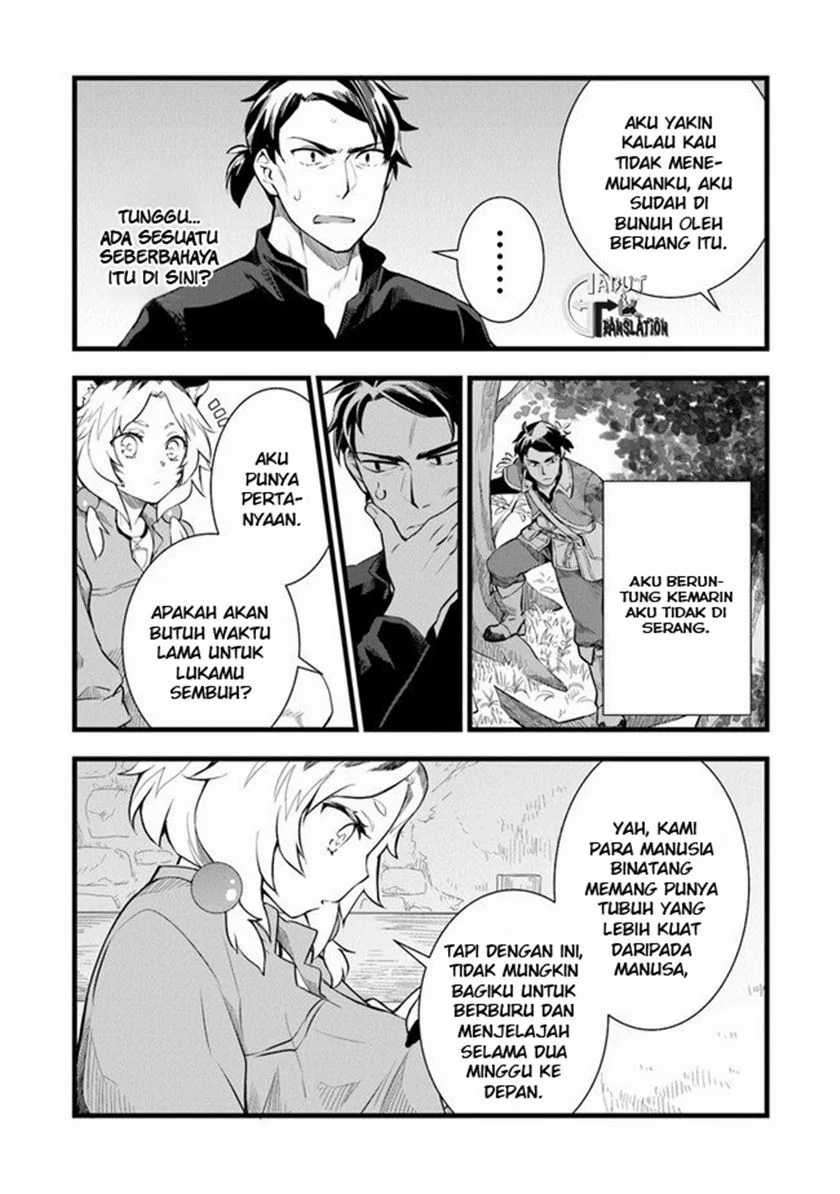 AKU YAKIN
KALAU KAU
TIDAK MENE-
MUKANKU, AKU
SUDAH DI
BUNUH OLEH
BERUANG ITU.
......
TUNGGU...
ADA SESUATU
SEBERBAHAYA
ITU DI SINI?
TRANSLATION
AKU BERUN-
TUNG KEMARIN
AKU TIDAK DI
SERANG.
AKU
PUNYA
PERTA-
NYAAN.
APAKAH AKAN
BUTUH WAKTU
LAMA UNTUK
LUKAMU
SEMBUH?
YAH, KAMI
PARA MANUSIA
BINATANG
MEMANG PUNYA
TUBUH YANG
LEBIH KUAT
DARIPADA
MANUSA,
TAPI DENGAN INI,
TIDAK MUNGKIN
BAGIKU UNTUK
BERBURU DAN
MENJELAJAH
SELAMA DUA
MINGGU KE
DEPAN.